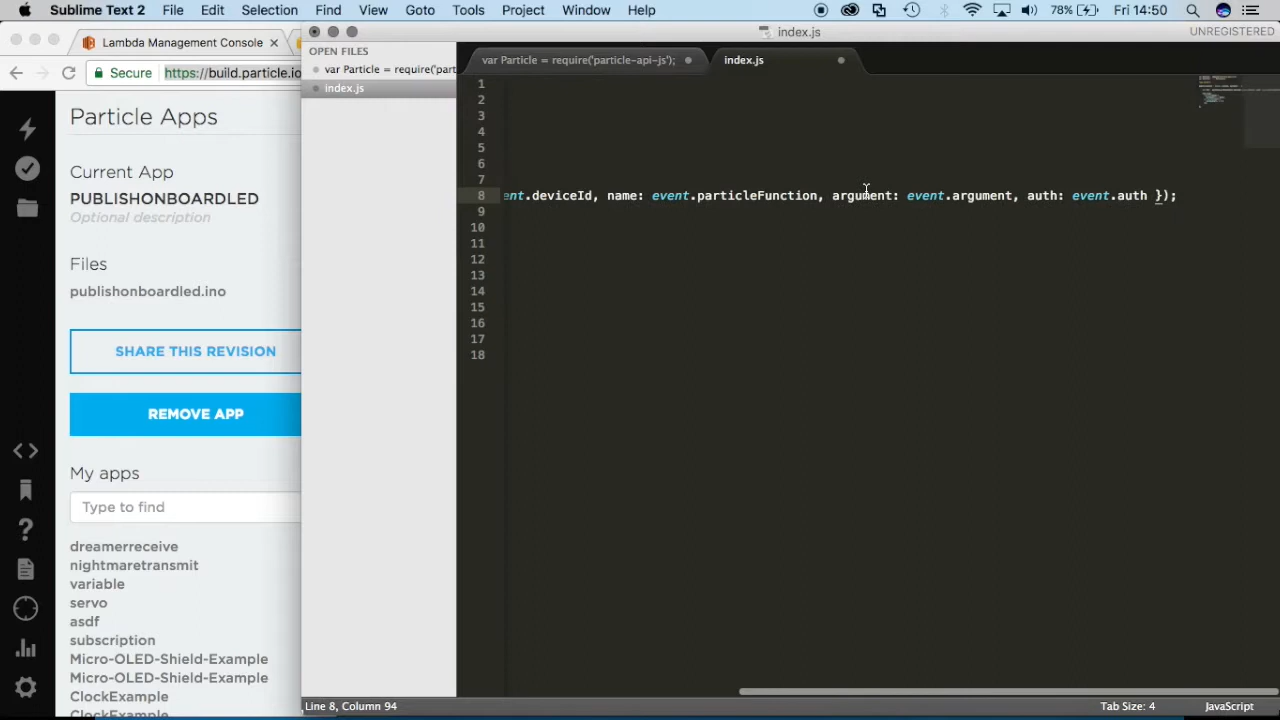 Sublime Text 2 File Edit Selection Find View Goto Tools Project Window Help 78% Fri 14:50
Lambda Management Console ×
Secure https://build.particle.io
Particle Apps
Current App
PUBLISHONBOARDLED
Optional description
Files
publishonboardled.ino
SHARE THIS REVISION
REMOVE APP
My apps
Type to find
dreamerreceive
nightmaretransmit
variable
servo
asdf
subscription
Micro-OLED-Shield-Example
Micro-OLED-Shield-Example
ClockExample
ClockExample
index.js
UNREGISTERED
OPEN FILES
var Particle = require('part
index.js
var Particle = require('particle-api-js');
index.js
1
2
3
4
5
6
7
8 ent.deviceId, name: event.particleFunction, argument: event.argument, auth: event.auth });
9
10
11
12
13
14
15
16
17
18
Line 8, Column 94
Tab Size: 4
JavaScript